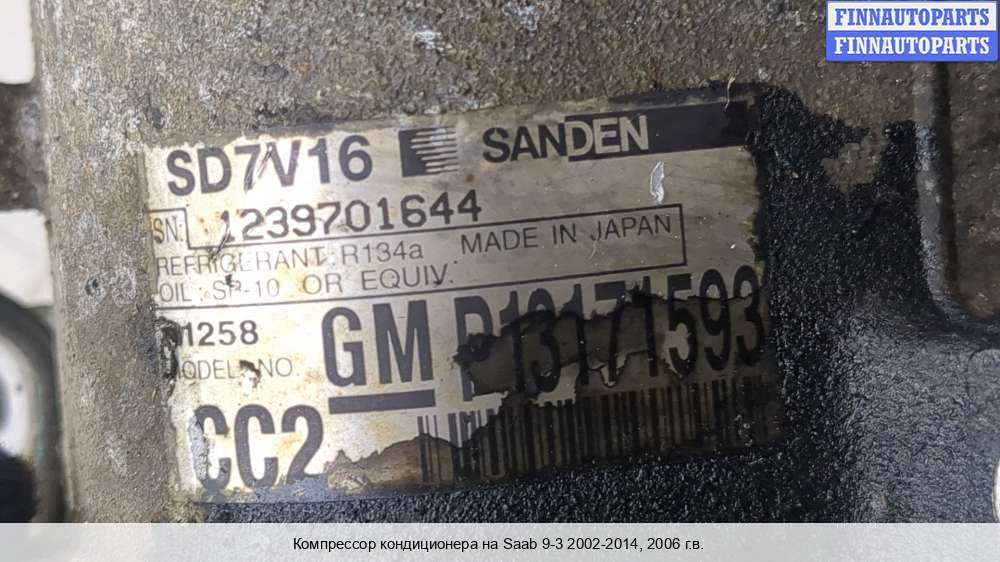 FINNAUTOPARTS
FINNAUTOPARTS
SD7V16 SANDEN
SN: 1239701644
REFRIGERANT: R134a MADE IN JAPAN
OIL: SP-10 OR EQUIV.
1258 GM P13171593
MODEL NO.
CC2
Компрессор кондиционера на Saab 9-3 2002-2014, 2006 г.в.